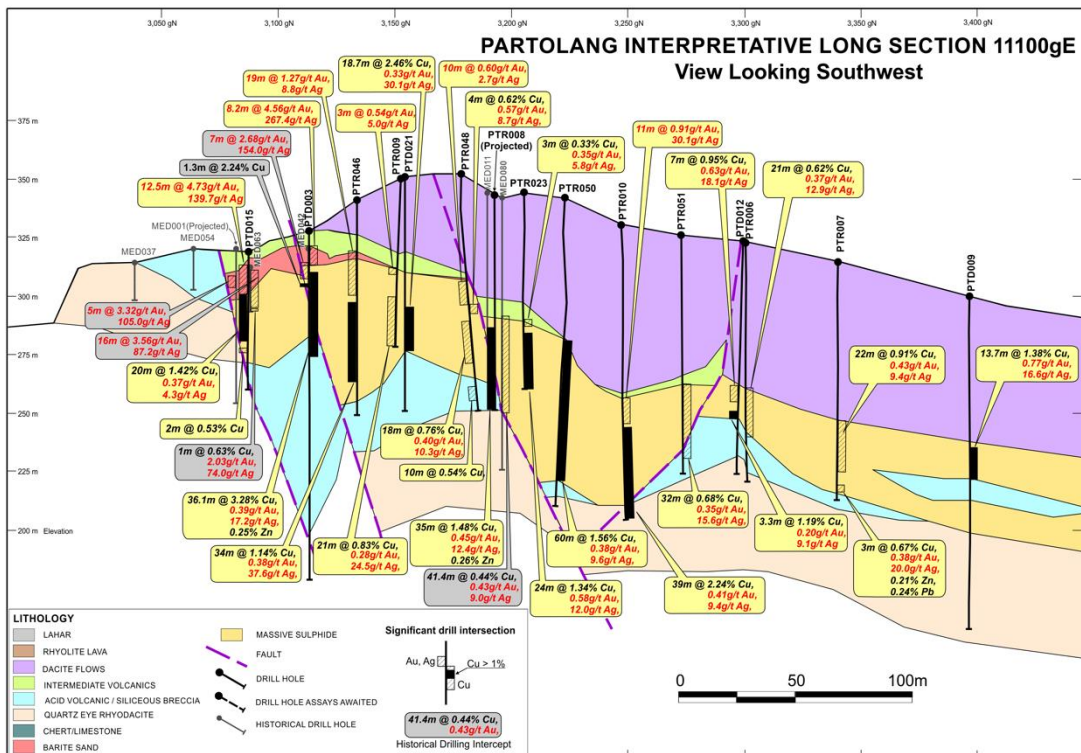 3,050 gN
3,100 gN
3,150 gN
3,200 gN
3,250 gN
3,300 gN
3,350 gN
3,400 gN
PARTOLANG INTERPRETATIVE LONG SECTION 11100gE
View Looking Southwest
375 m
350 m
325 m
300 m
275 m
250 m
225 m
200 m Elevation
19m @ 1.27g/t Au,
8.8g/t Ag
18.7m @ 2.46% Cu,
0.33g/t Au,
30.1g/t Ag,
10m @ 0.60g/t Au,
2.7g/t Ag
8.2m @ 4.56g/t Au,
267.4g/t Ag
3m @ 0.54g/t Au,
5.0g/t Ag
4m @ 0.62% Cu,
0.57g/t Au,
8.7g/t Ag,
7m @ 2.68g/t Au,
154.0g/t Ag
1.3m @ 2.24% Cu
12.5m @ 4.73g/t Au,
139.7g/t Ag
3m @ 0.33% Cu,
0.35g/t Au,
5.8g/t Ag,
11m @ 0.91g/t Au,
30.1g/t Ag
7m @ 0.95% Cu,
0.63g/t Au,
18.1g/t Ag,
21m @ 0.62% Cu,
0.37g/t Au,
12.9g/t Ag,
MED037
MED054
MED001(Projected)
PTD015
MED063
MED042
PTD003
PTR046
PTR009
PTD021
PTR048
MED011
PTR008
(Projected)
MED080
PTR023
PTR050
PTR010
PTR051
PTD012
PTR006
PTR007
PTD009
5m @ 3.32g/t Au,
105.0g/t Ag
16m @ 3.56g/t Au,
87.2g/t Ag
20m @ 1.42% Cu,
0.37g/t Au,
4.3g/t Ag
2m @ 0.53% Cu
1m @ 0.63% Cu,
2.03g/t Au,
74.0g/t Ag
36.1m @ 3.28% Cu,
0.39g/t Au,
17.2g/t Ag,
0.25% Zn
34m @ 1.14% Cu,
0.38g/t Au,
37.6g/t Ag,
21m @ 0.83% Cu,
0.28g/t Au,
24.5g/t Ag,
18m @ 0.76% Cu,
0.40g/t Au,
10.3g/t Ag,
10m @ 0.54% Cu,
35m @ 1.48% Cu,
0.45g/t Au,
12.4g/t Ag,
0.26% Zn
41.4m @ 0.44% Cu,
0.43g/t Au,
9.0g/t Ag
24m @ 1.34% Cu,
0.58g/t Au,
12.0g/t Ag,
60m @ 1.56% Cu,
0.38g/t Au,
9.6g/t Ag,
39m @ 2.24% Cu,
0.41g/t Au,
9.4g/t Ag,
32m @ 0.68% Cu,
0.35g/t Au,
15.6g/t Ag,
3.3m @ 1.19% Cu,
0.20g/t Au,
9.1g/t Ag
22m @ 0.91% Cu,
0.43g/t Au,
9.4g/t Ag
3m @ 0.67% Cu,
0.38g/t Au,
20.0g/t Ag,
0.21% Zn,
0.24% Pb
13.7m @ 1.38% Cu,
0.77g/t Au,
16.6g/t Ag,
LITHOLOGY
LAHAR
RHYOLITE LAVA
DACITE FLOWS
INTERMEDIATE VOLCANICS
ACID VOLCANIC / SILICEOUS BRECCIA
QUARTZ EYE RHYODACITE
CHERT/LIMESTONE
BARITE SAND
MASSIVE SULPHIDE
FAULT
DRILL HOLE
DRILL HOLE ASSAYS AWAITED
HISTORICAL DRILL HOLE
Significant drill intersection
Au, Ag
Cu > 1%
Cu
41.4m @ 0.44% Cu,
0.43g/t Au,
Historical Drilling Intercept
0
50
100m